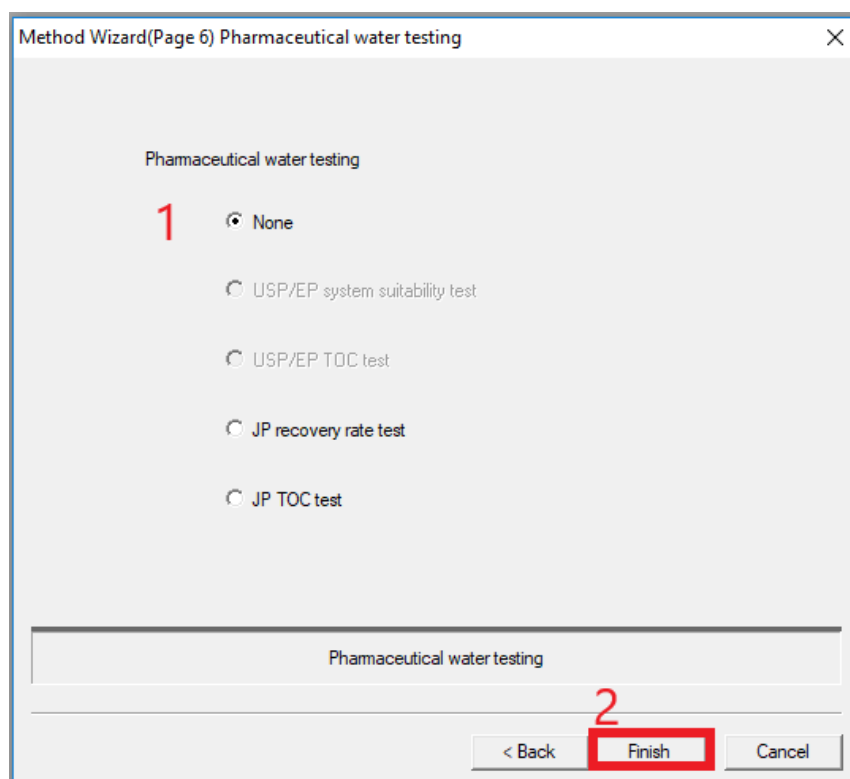 Method Wizard(Page 6) Pharmaceutical water testing
Pharmaceutical water testing
1 None
USP/EP system suitability test
USP/EP TOC test
JP recovery rate test
JP TOC test
Pharmaceutical water testing
2
< Back Finish Cancel